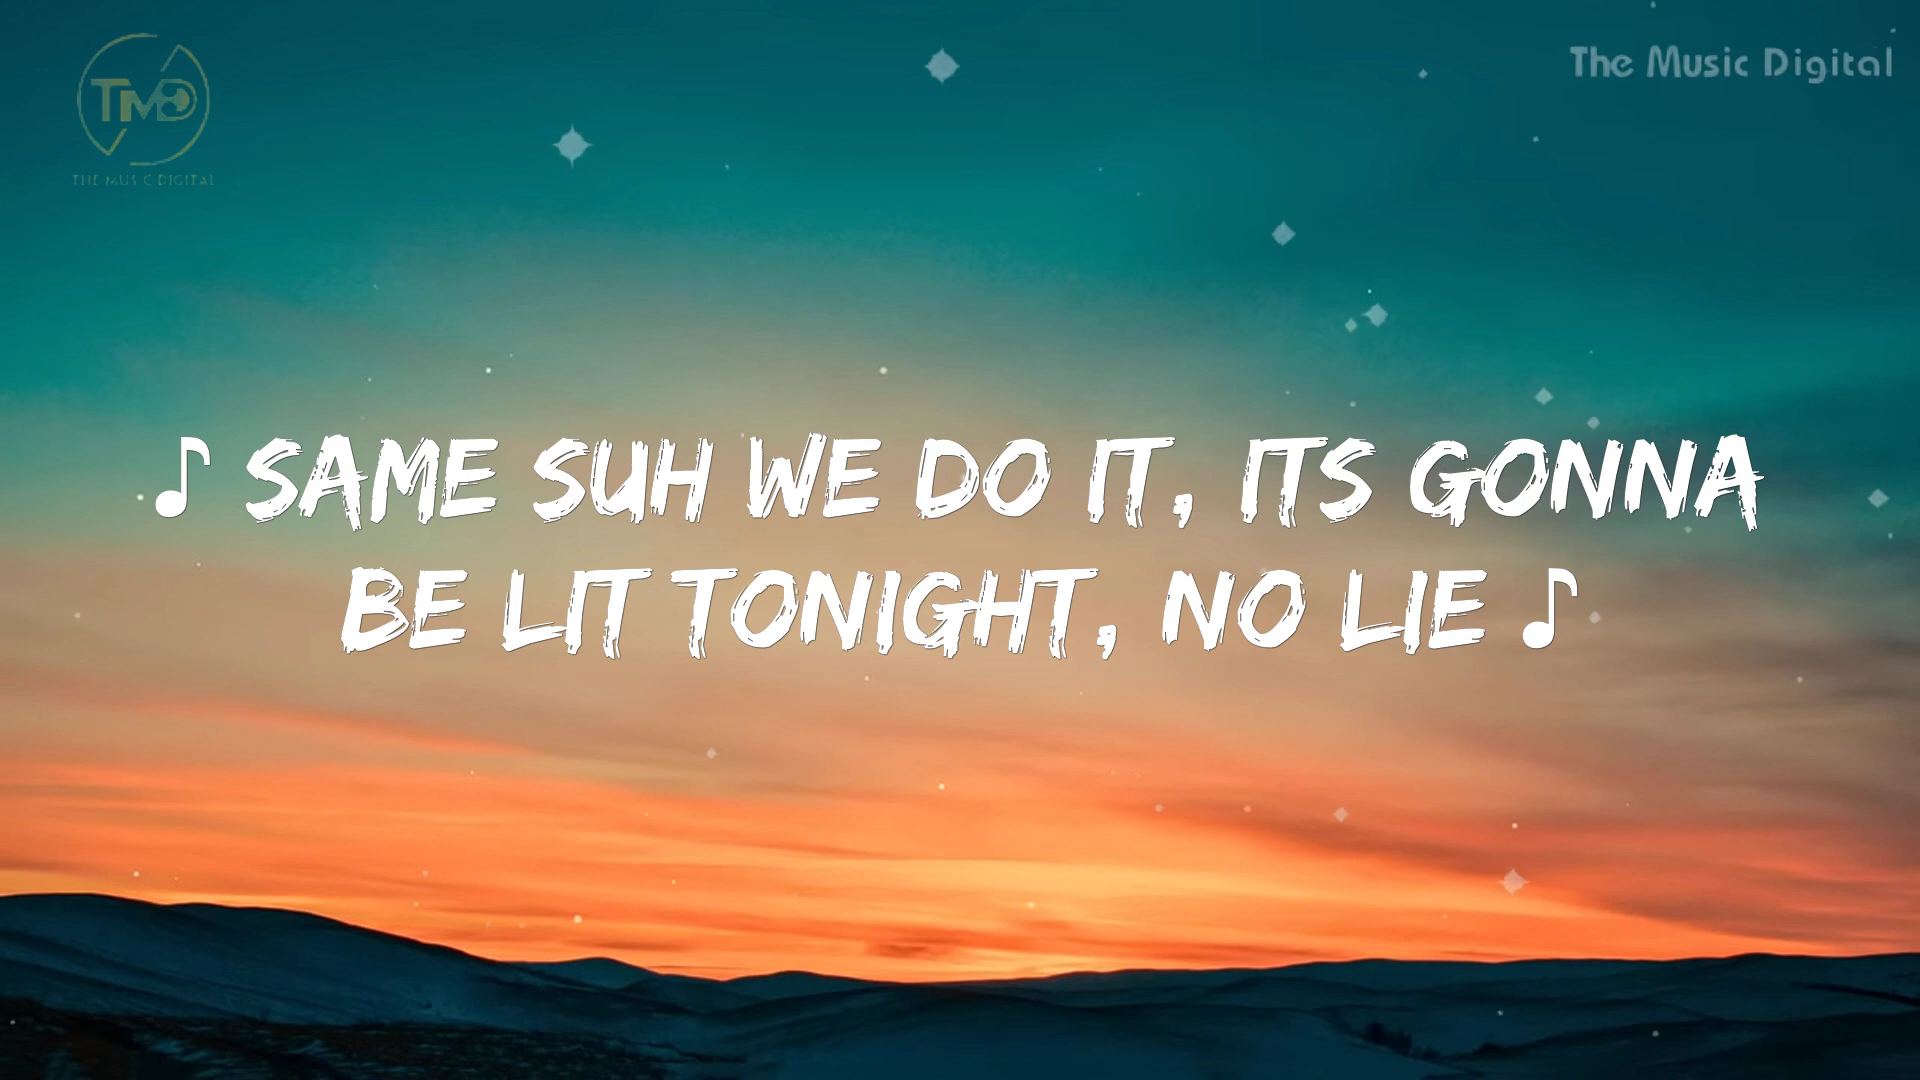 TMD
THE MUSIC DIGITAL
The Music Digital
♪ SAME SUH WE DO IT, ITS GONNA
BE LIT TONIGHT, NO LIE ♪